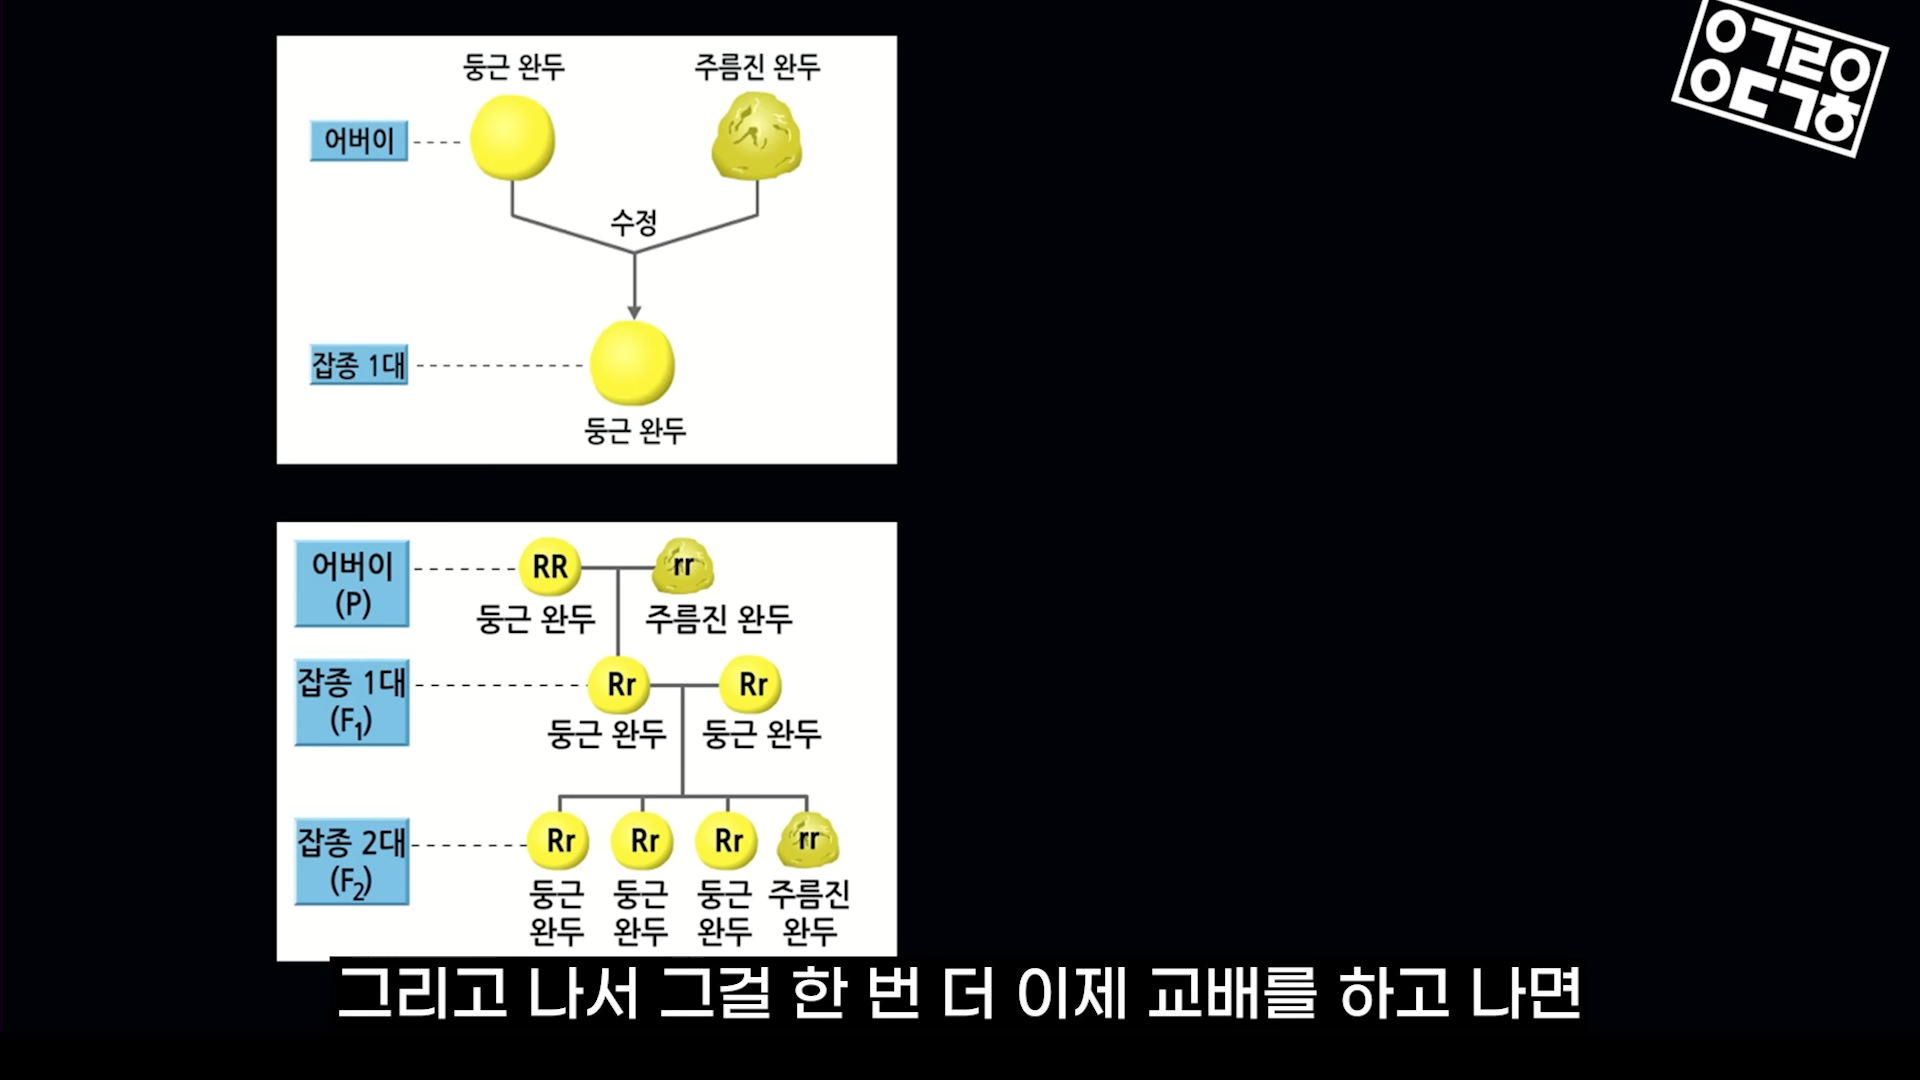 둥근 완두 주름진 완두
어버이
수정
잡종 1대
둥근 완두
어버이
(P)
RR rr
둥근 완두 주름진 완두
잡종 1대
(F₁)
Rr Rr
둥근 완두 둥근 완두
잡종 2대
(F₂)
Rr Rr Rr rr
둥근 둥근 둥근 주름진
완두 완두 완두 완두
그리고 나서 그걸 한 번 더 이제 교배를 하고 나면